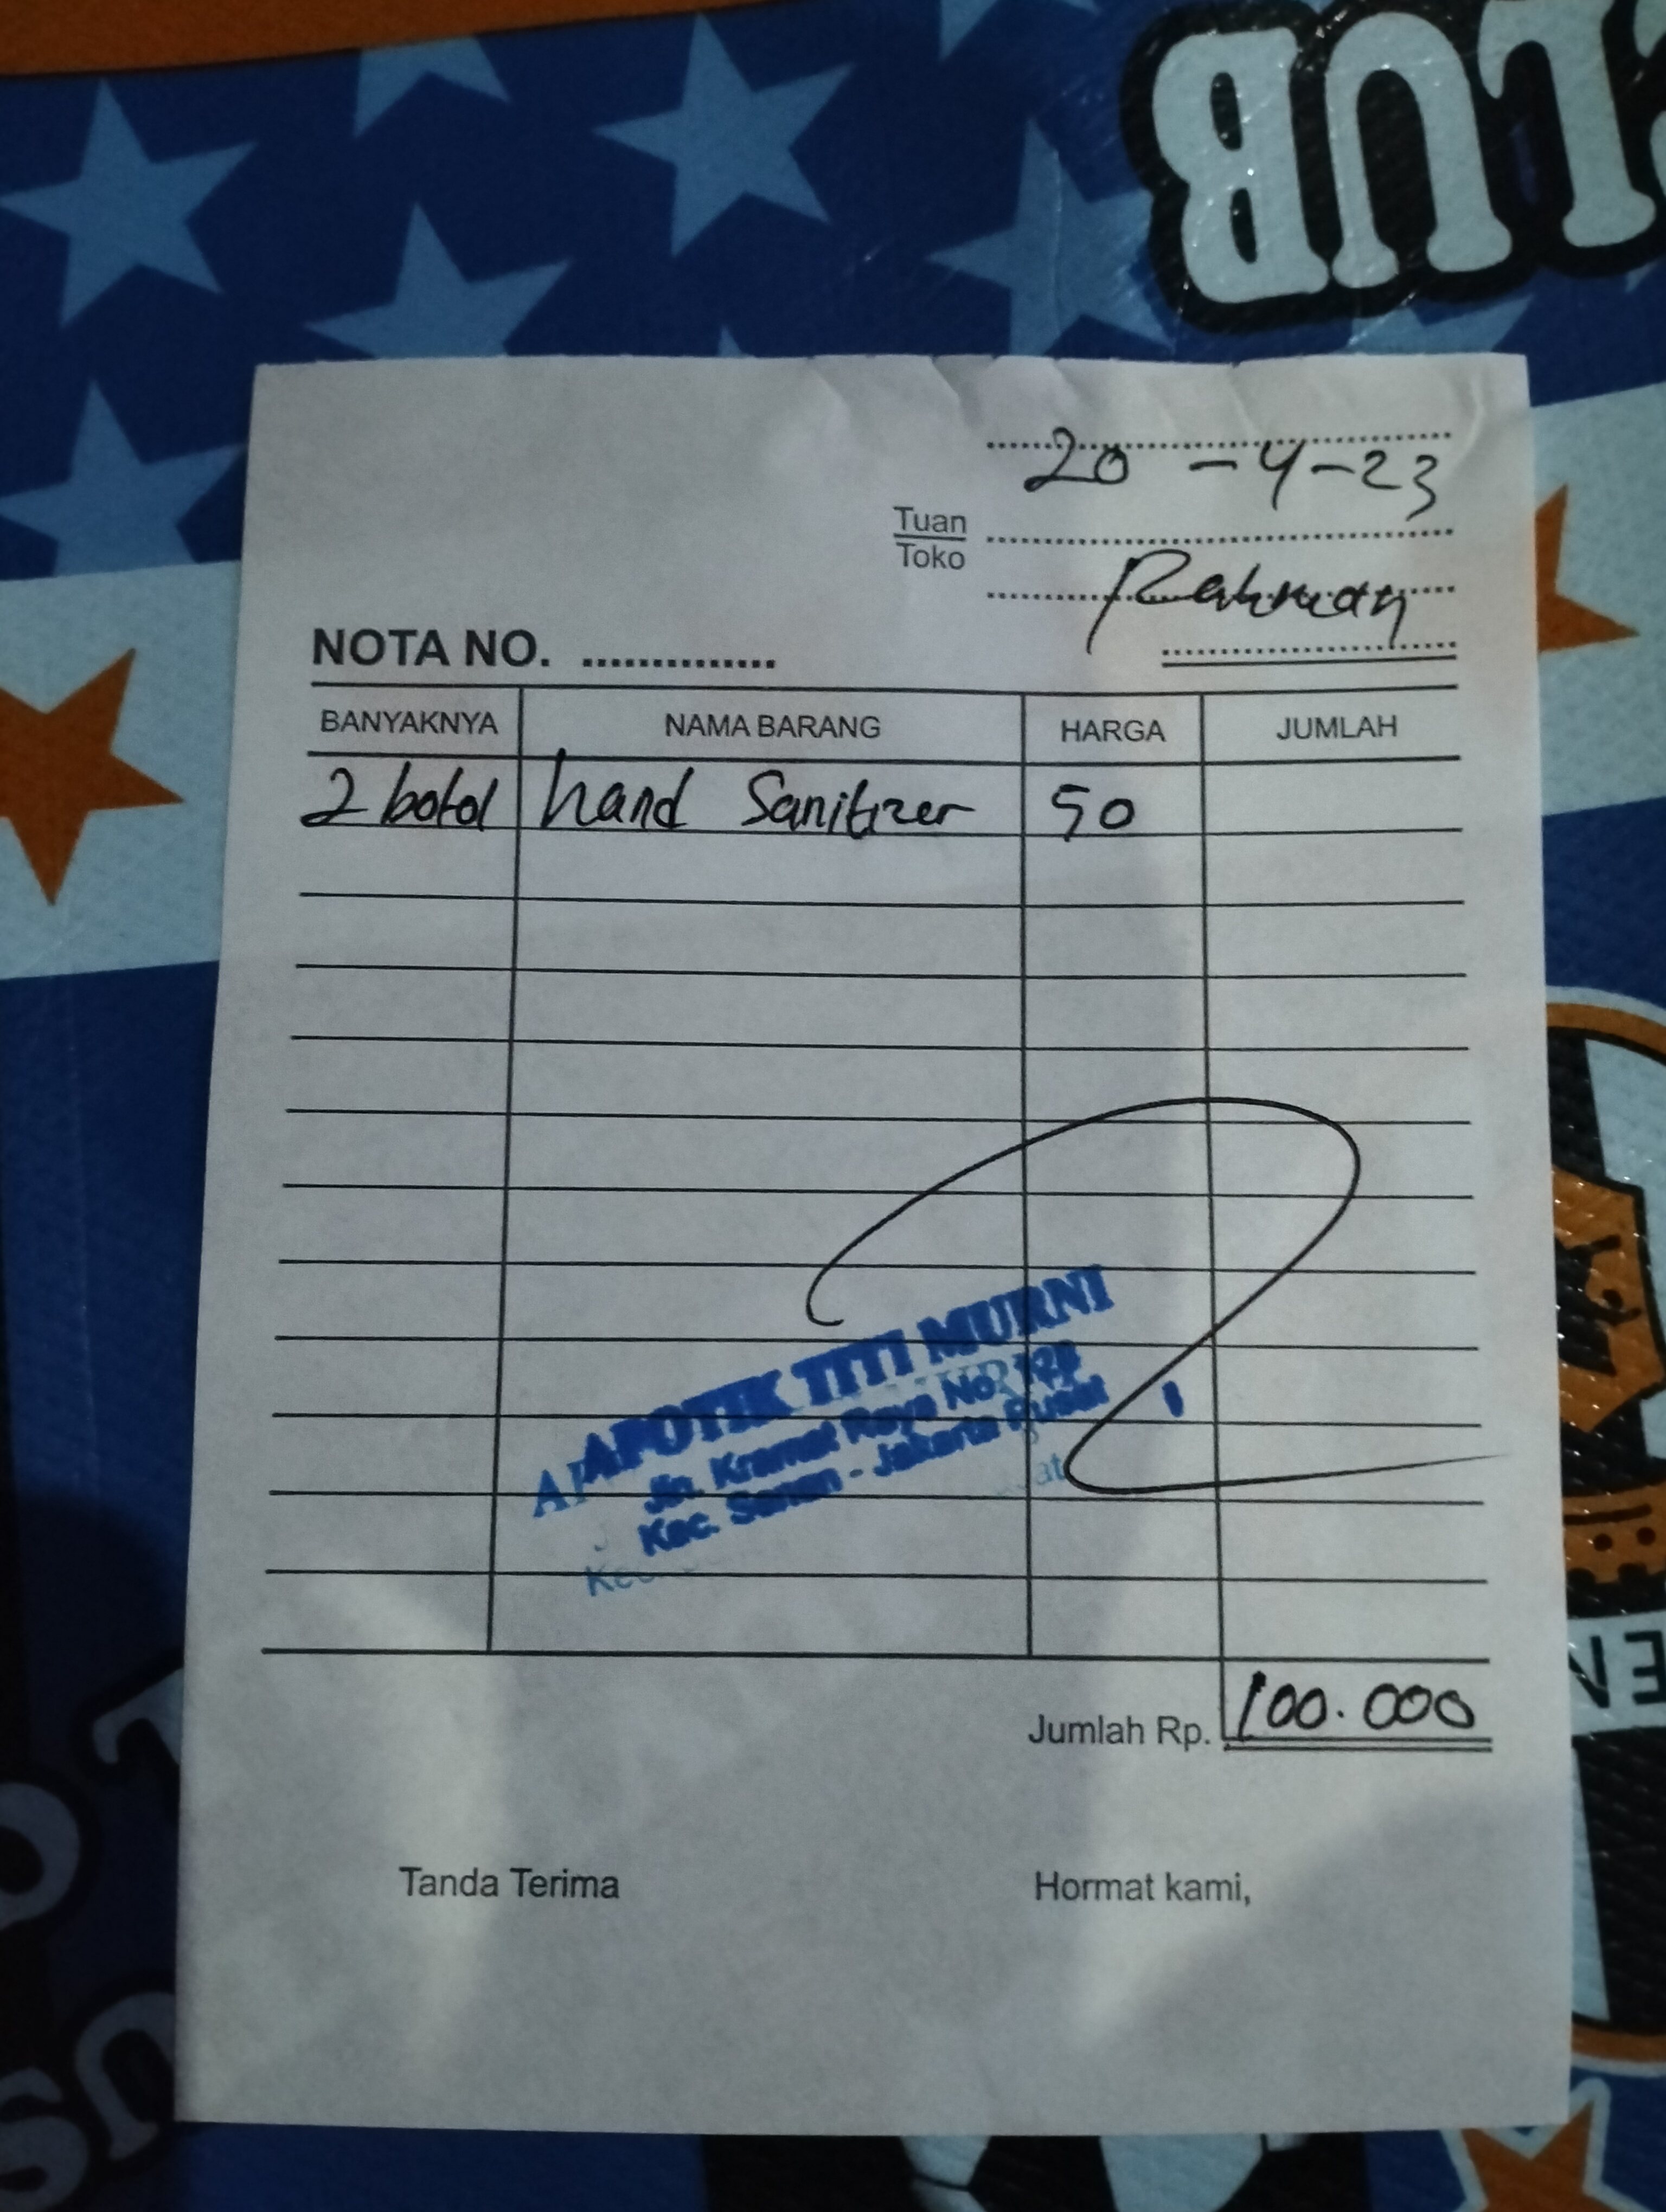 LUB
20 - 4 - 23
Tuan
Toko
Rahman
NOTA NO. ..............
BANYAKNYA NAMA BARANG HARGA JUMLAH
2 botol hand Sanitizer 50
APOTIK TITI MURNI
Jln. Kramat Raya No.
Kec. Senen - Jakarta Pusat
Jumlah Rp. 100.000
Tanda Terima Hormat kami,